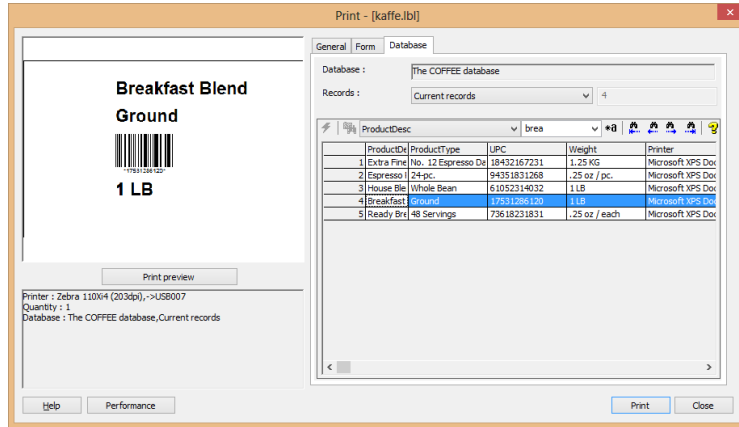 Print - [kaffe.lbl]
×
Breakfast Blend
Ground
*17531286120*
1 LB
Print preview
Printer : Zebra 110Xi4 (203dpi),->USB007
Quantity : 1
Database : The COFFEE database,Current records
General Form Database
Database : The COFFEE database
Records : Current records 4
ProductDesc brea *a
ProductDe ProductType UPC Weight Printer
1 Extra Fine No. 12 Espresso Da 18432167231 1.25 KG Microsoft XPS Doc
2 Espresso 24-pc. 94351831268 .25 oz / pc. Microsoft XPS Doc
3 House Ble Whole Bean 61052314032 1 LB Microsoft XPS Doc
4 Breakfast Ground 17531286120 1 LB Microsoft XPS Doc
5 Ready Bre 48 Servings 73618231831 .25 oz / each Microsoft XPS Doc
Help Performance Print Close